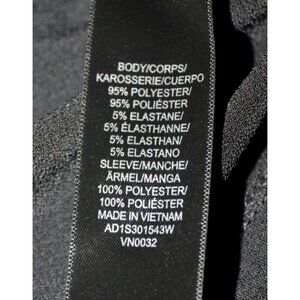 BODY/CORPS/
KAROSSERIE/CUERPO
95% POLYESTER/
95% POLIÉSTER
5% ELASTANE/
5% ÉLASTHANNE/
5% ELASTHAN/
5% ELASTANO
SLEEVE/MANCHE/
ÄRMEL/MANGA
100% POLYESTER/
100% POLIÉSTER
MADE IN VIETNAM
AD1S301543W
VN0032